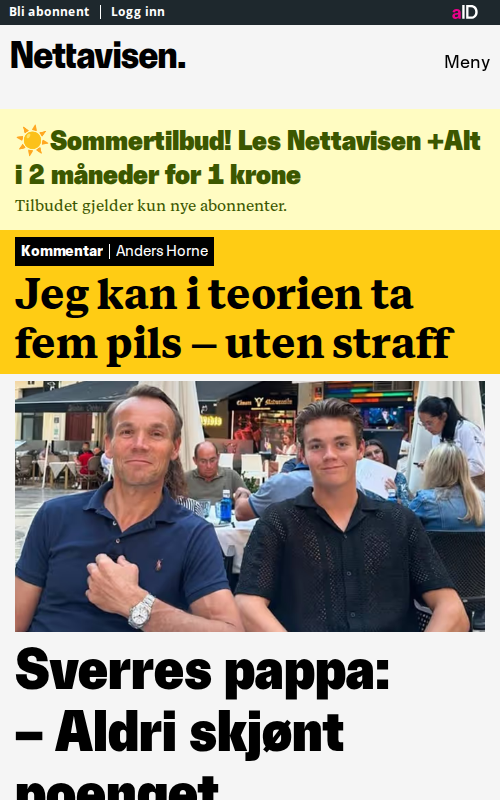 Bli abonnent | Logg inn
aID
Nettavisen.
Meny
☀️Sommertilbud! Les Nettavisen +Alt
i 2 måneder for 1 krone
Tilbudet gjelder kun nye abonnenter.
Kommentar | Anders Horne
Jeg kan i teorien ta
fem pils – uten straff
Sverres pappa:
– Aldri skjønt
poenget